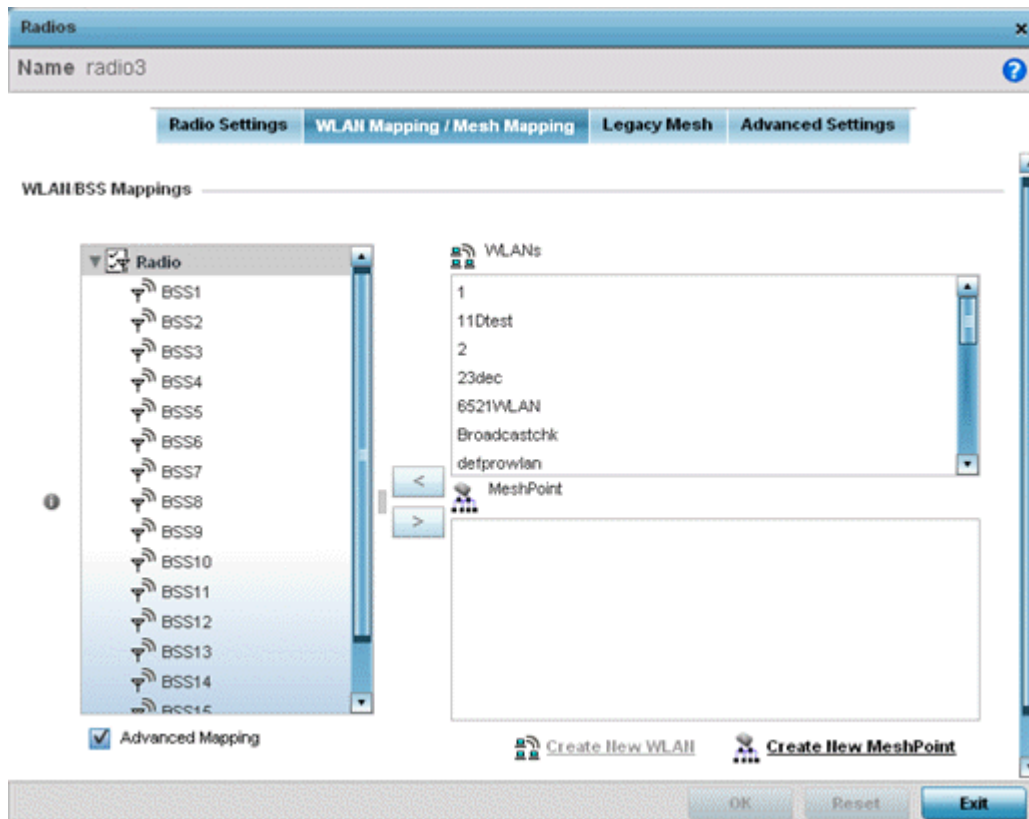 Radios
Name radio3
Radio Settings WLAN Mapping / Mesh Mapping Legacy Mesh Advanced Settings
WLAN/BSS Mappings
Radio
BSS1
BSS2
BSS3
BSS4
BSS5
BSS6
BSS7
BSS8
BSS9
BSS10
BSS11
BSS12
BSS13
BSS14
BSS15
Advanced Mapping
<
>
WLANs
1
11Dtest
2
23dec
6521WLAN
Broadcastchk
defprowlan
MeshPoint
Create New WLAN Create New MeshPoint
OK Reset Exit